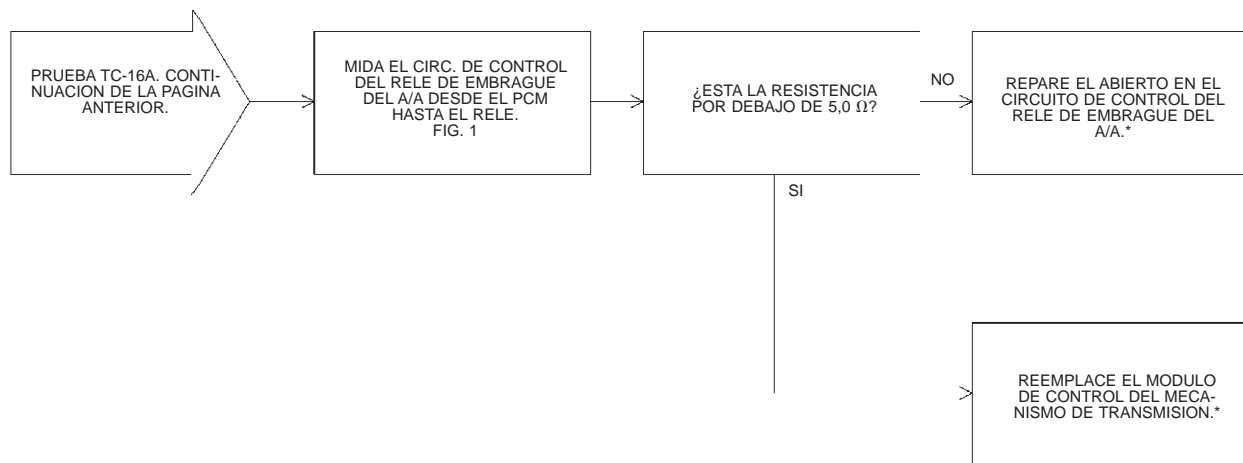 PRUEBA TC-16A. CONTI-
NUACION DE LA PAGINA
ANTERIOR.
MIDA EL CIRC. DE CONTROL
DEL RELE DE EMBRAGUE
DEL A/A DESDE EL PCM
HASTA EL RELE.
FIG. 1
¿ESTA LA RESISTENCIA
POR DEBAJO DE 5,0 Ω?
NO
REPARE EL ABIERTO EN EL
CIRCUITO DE CONTROL DEL
RELE DE EMBRAGUE DEL
A/A.*
SI
REEMPLACE EL MODULO
DE CONTROL DEL MECA-
NISMO DE TRANSMISION.*